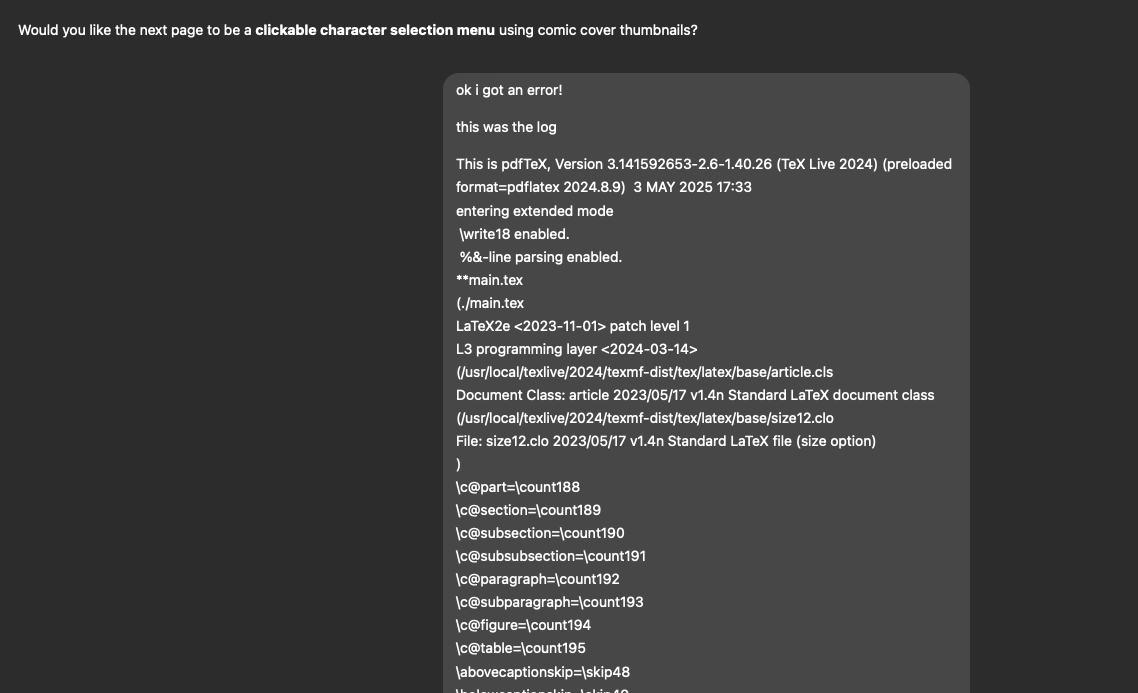 Would you like the next page to be a clickable character selection menu using comic cover thumbnails?
ok i got an error!
this was the log
This is pdfTeX, Version 3.141592653-2.6-1.40.26 (TeX Live 2024) (preloaded
format=pdflatex 2024.8.9)  3 MAY 2025 17:33
entering extended mode
\write18 enabled.
%&-line parsing enabled.
**main.tex
(./main.tex
LaTeX2e <2023-11-01> patch level 1
L3 programming layer <2024-03-14>
(/usr/local/texlive/2024/texmf-dist/tex/latex/base/article.cls
Document Class: article 2023/05/17 v1.4n Standard LaTeX document class
(/usr/local/texlive/2024/texmf-dist/tex/latex/base/size12.clo
File: size12.clo 2023/05/17 v1.4n Standard LaTeX file (size option)
)
\c@part=\count188
\c@section=\count189
\c@subsection=\count190
\c@subsubsection=\count191
\c@paragraph=\count192
\c@subparagraph=\count193
\c@figure=\count194
\c@table=\count195
\abovecaptionskip=\skip48